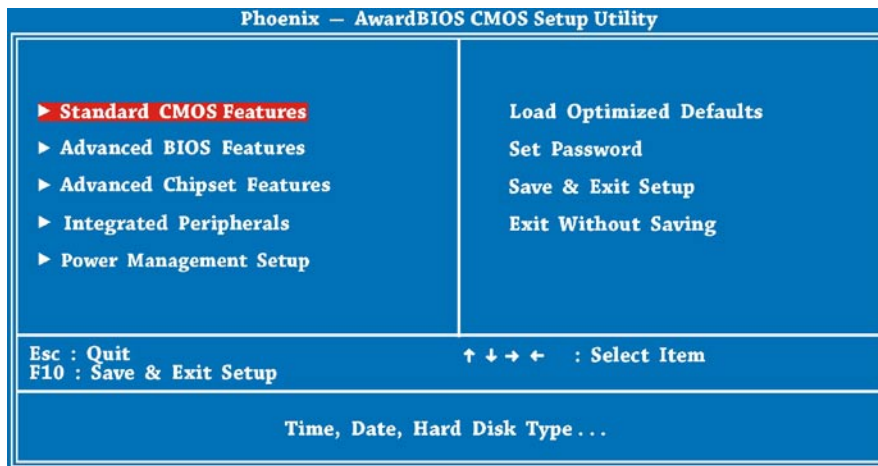 Phoenix – AwardBIOS CMOS Setup Utility
▶ Standard CMOS Features
▶ Advanced BIOS Features
▶ Advanced Chipset Features
▶ Integrated Peripherals
▶ Power Management Setup
Load Optimized Defaults
Set Password
Save & Exit Setup
Exit Without Saving
Esc : Quit
F10 : Save & Exit Setup
↑ ↓ → ← : Select Item
Time, Date, Hard Disk Type...